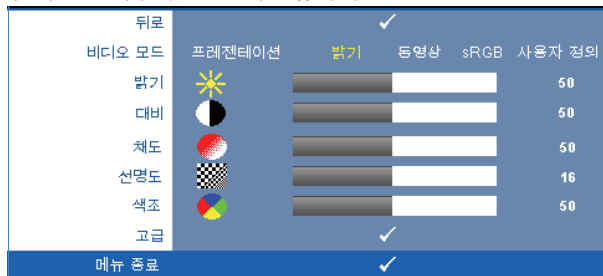 뒤로
비디오 모드 프레젠테이션 밝기 동영상 sRGB 사용자 정의
밝기 50
대비 50
채도 50
선명도 16
색조 50
고급
메뉴 종료